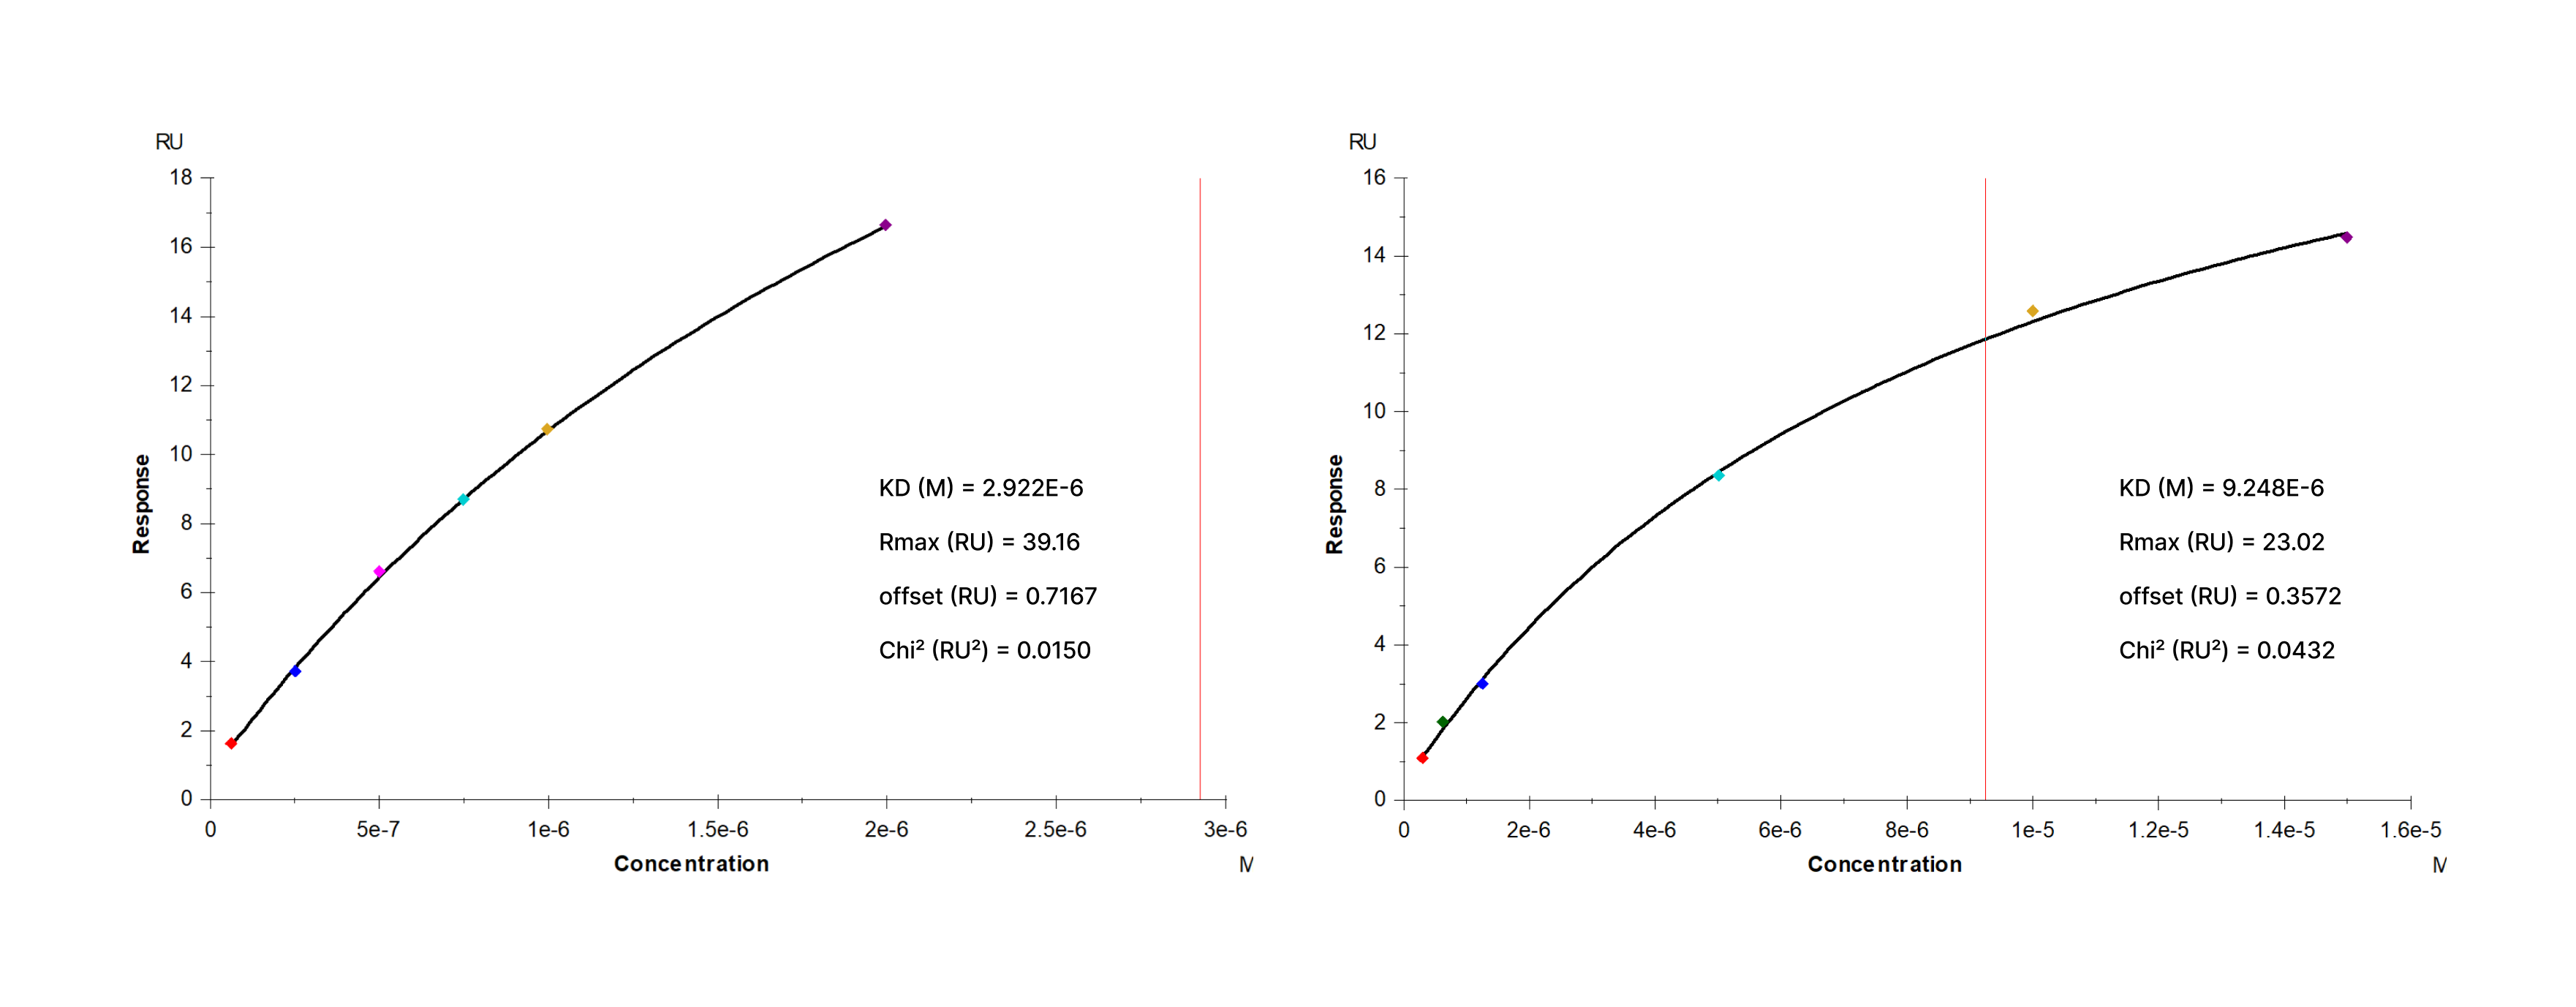 RU
18
16
14
12
10
8
6
4
2
0
Response
KD (M) = 2.922E-6
Rmax (RU) = 39.16
offset (RU) = 0.7167
Chi² (RU²) = 0.0150
0 5e-7 1e-6 1.5e-6 2e-6 2.5e-6 3e-6
Concentration
M
RU
16
14
12
10
8
6
4
2
0
Response
KD (M) = 9.248E-6
Rmax (RU) = 23.02
offset (RU) = 0.3572
Chi² (RU²) = 0.0432
0 2e-6 4e-6 6e-6 8e-6 1e-5 1.2e-5 1.4e-5 1.6e-5
Concentration
M